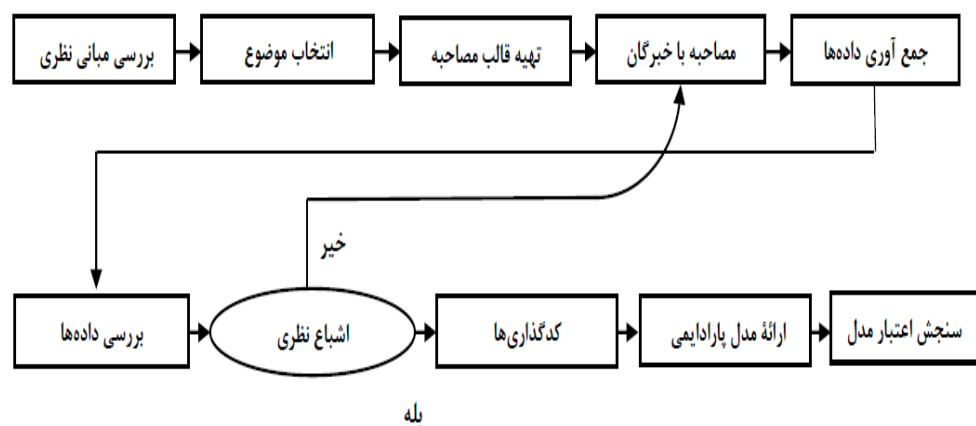 بررسی مبانی نظری
انتخاب موضوع
تهیه قالب مصاحبه
مصاحبه با خبرگان
جمع آوری داده‌ها
خیر
بررسی داده‌ها
اشباع نظری
کدگذاری‌ها
ارائهٔ مدل پارادایمی
سنجش اعتبار مدل
بله